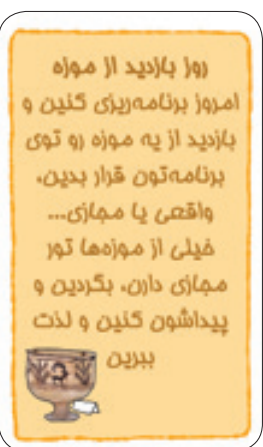 روز بازدید از موزه
امروز برنامه‌ریزی کنین و
بازدید از یه موزه رو توی
برنامه‌تون قرار بدین،
واقعی یا مجازی...
خیلی از موزه‌ها تور
مجازی دارن، بگردین و
پیداشون کنین و لذت
ببرین